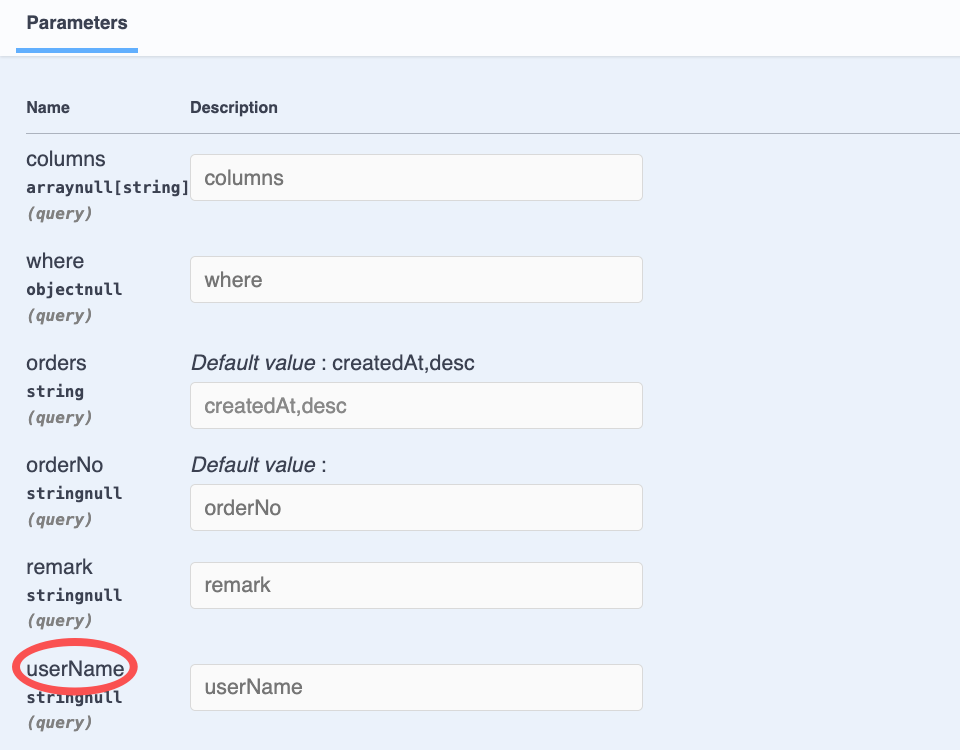 Parameters
Name Description
columns
arraynull[string]
(query)
columns
where
objectnull
(query)
where
orders
string
(query)
Default value : createdAt,desc
createdAt,desc
orderNo
stringnull
(query)
Default value :
orderNo
remark
stringnull
(query)
remark
userName
stringnull
(query)
userName